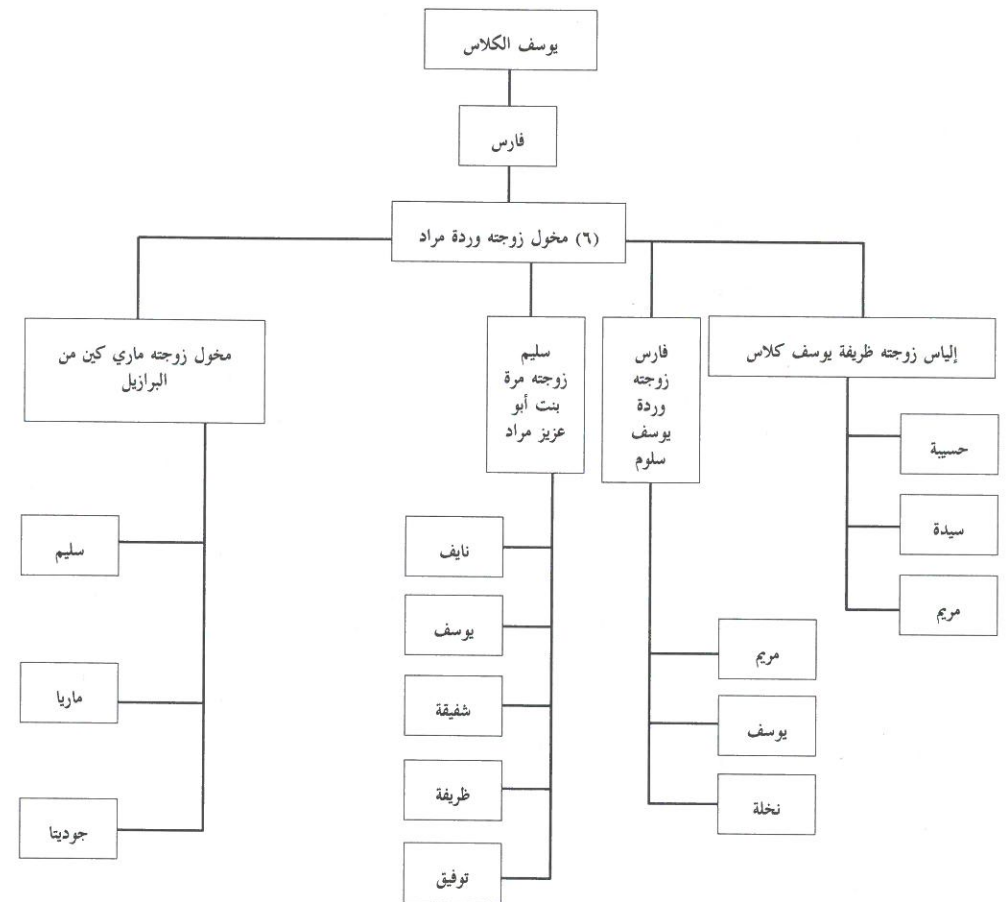 يوسف الكلاس
فارس
(٦) مخول زوجته وردة مراد
إلياس زوجته ظريفة يوسف كلاس
حسيبة
سيدة
مريم
فارس
زوجته
وردة
يوسف
سلوم
مريم
يوسف
نخلة
سليم
زوجته مرة
بنت أبو
عزيز مراد
نايف
يوسف
شفيقة
ظريفة
توفيق
مخول زوجته ماري كين من
البرازيل
سليم
ماريا
جوديتا